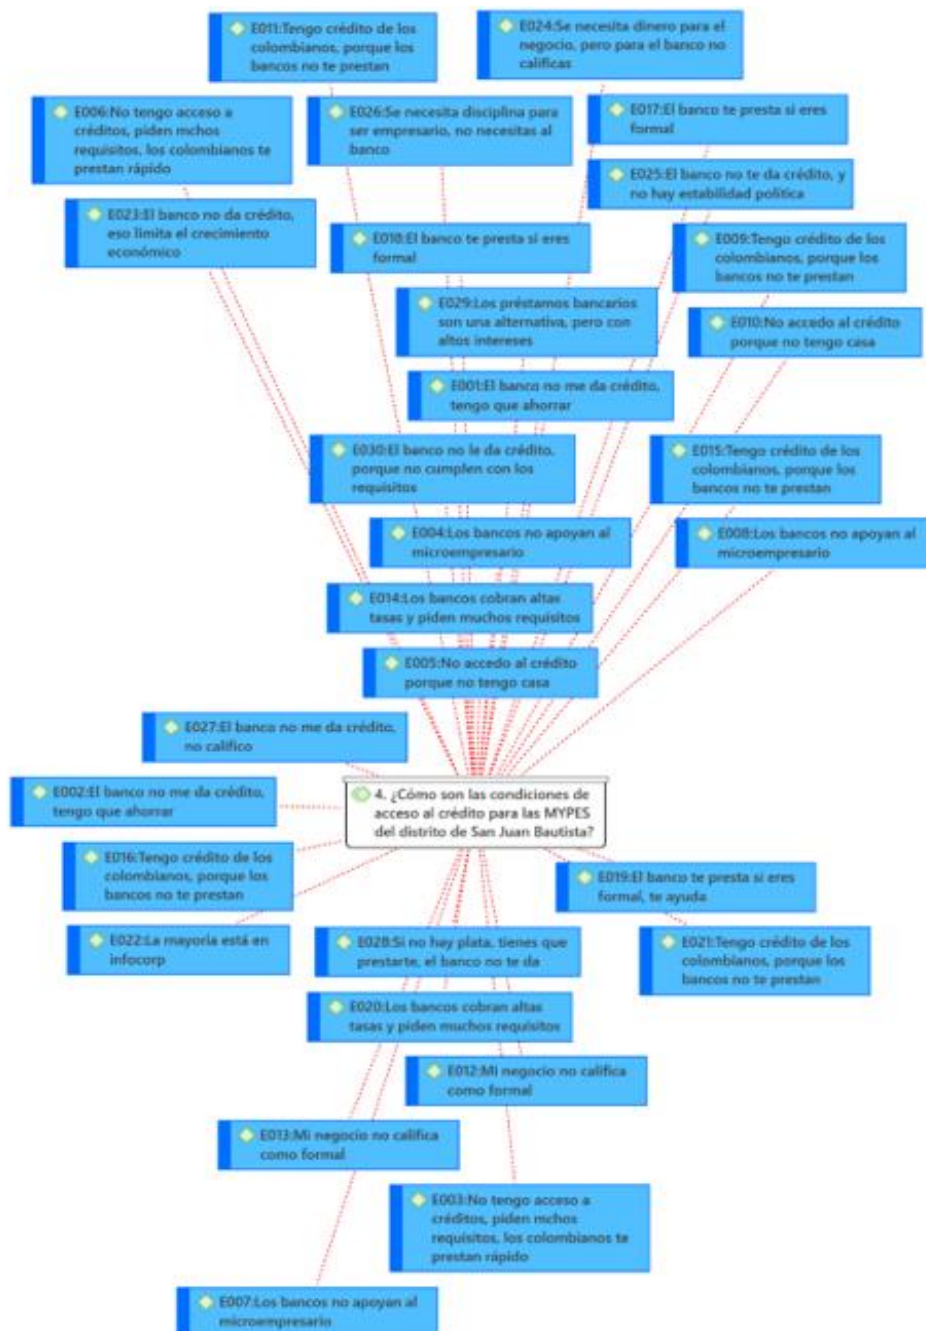 E011:Tengo crédito de los
colombianos, porque los
bancos no te prestan
E024:Se necesita dinero para el
negocio, pero para el banco no
calificas
E006:No tengo acceso a
créditos, piden mchos
requisitos, los colombianos te
prestan rápido
E026:Se necesita disciplina para
ser empresario, no necesitas al
banco
E017:El banco te presta si eres
formal
E025:El banco no te da crédito, y
no hay estabilidad política
E023:El banco no da crédito,
eso limita el crecimiento
económico
E018:El banco te presta si eres
formal
E009:Tengo crédito de los
colombianos, porque los
bancos no te prestan
E029:Los préstamos bancarios
son una alternativa, pero con
altos intereses
E010:No accedo al crédito
porque no tengo casa
E001:El banco no me da crédito,
tengo que ahorrar
E030:El banco no le da crédito,
porque no cumplen con los
requisitos
E015:Tengo crédito de los
colombianos, porque los
bancos no te prestan
E004:Los bancos no apoyan al
microempresario
E008:Los bancos no apoyan al
microempresario
E014:Los bancos cobran altas
tasas y piden muchos requisitos
E005:No accedo al crédito
porque no tengo casa
E027:El banco no me da crédito,
no califico
E002:El banco no me da crédito,
tengo que ahorrar
4. ¿Cómo son las condiciones de
acceso al crédito para las MYPES
del distrito de San Juan Bautista?
E016:Tengo crédito de los
colombianos, porque los
bancos no te prestan
E019:El banco te presta si eres
formal, te ayuda
E022:La mayoría está en
infocorp
E028:Si no hay plata, tienes que
prestarte, el banco no te da
E021:Tengo crédito de los
colombianos, porque los
bancos no te prestan
E020:Los bancos cobran altas
tasas y piden muchos requisitos
E012:Mi negocio no califica
como formal
E013:Mi negocio no califica
como formal
E003:No tengo acceso a
créditos, piden mchos
requisitos, los colombianos te
prestan rápido
E007:Los bancos no apoyan al
microempresario